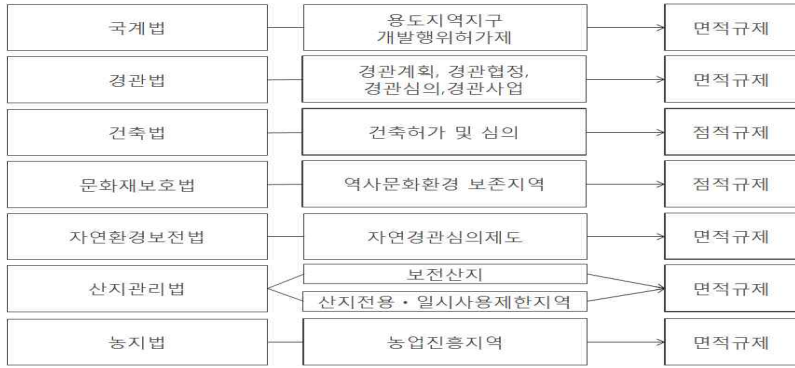 국계법
용도지역지구
개발행위허가제
면적규제
경관법
경관계획, 경관협정,
경관심의,경관사업
면적규제
건축법
건축허가 및 심의
점적규제
문화재보호법
역사문화환경 보존지역
점적규제
자연환경보전법
자연경관심의제도
면적규제
산지관리법
보전산지
산지전용・일시사용제한지역
면적규제
농지법
농업진흥지역
면적규제